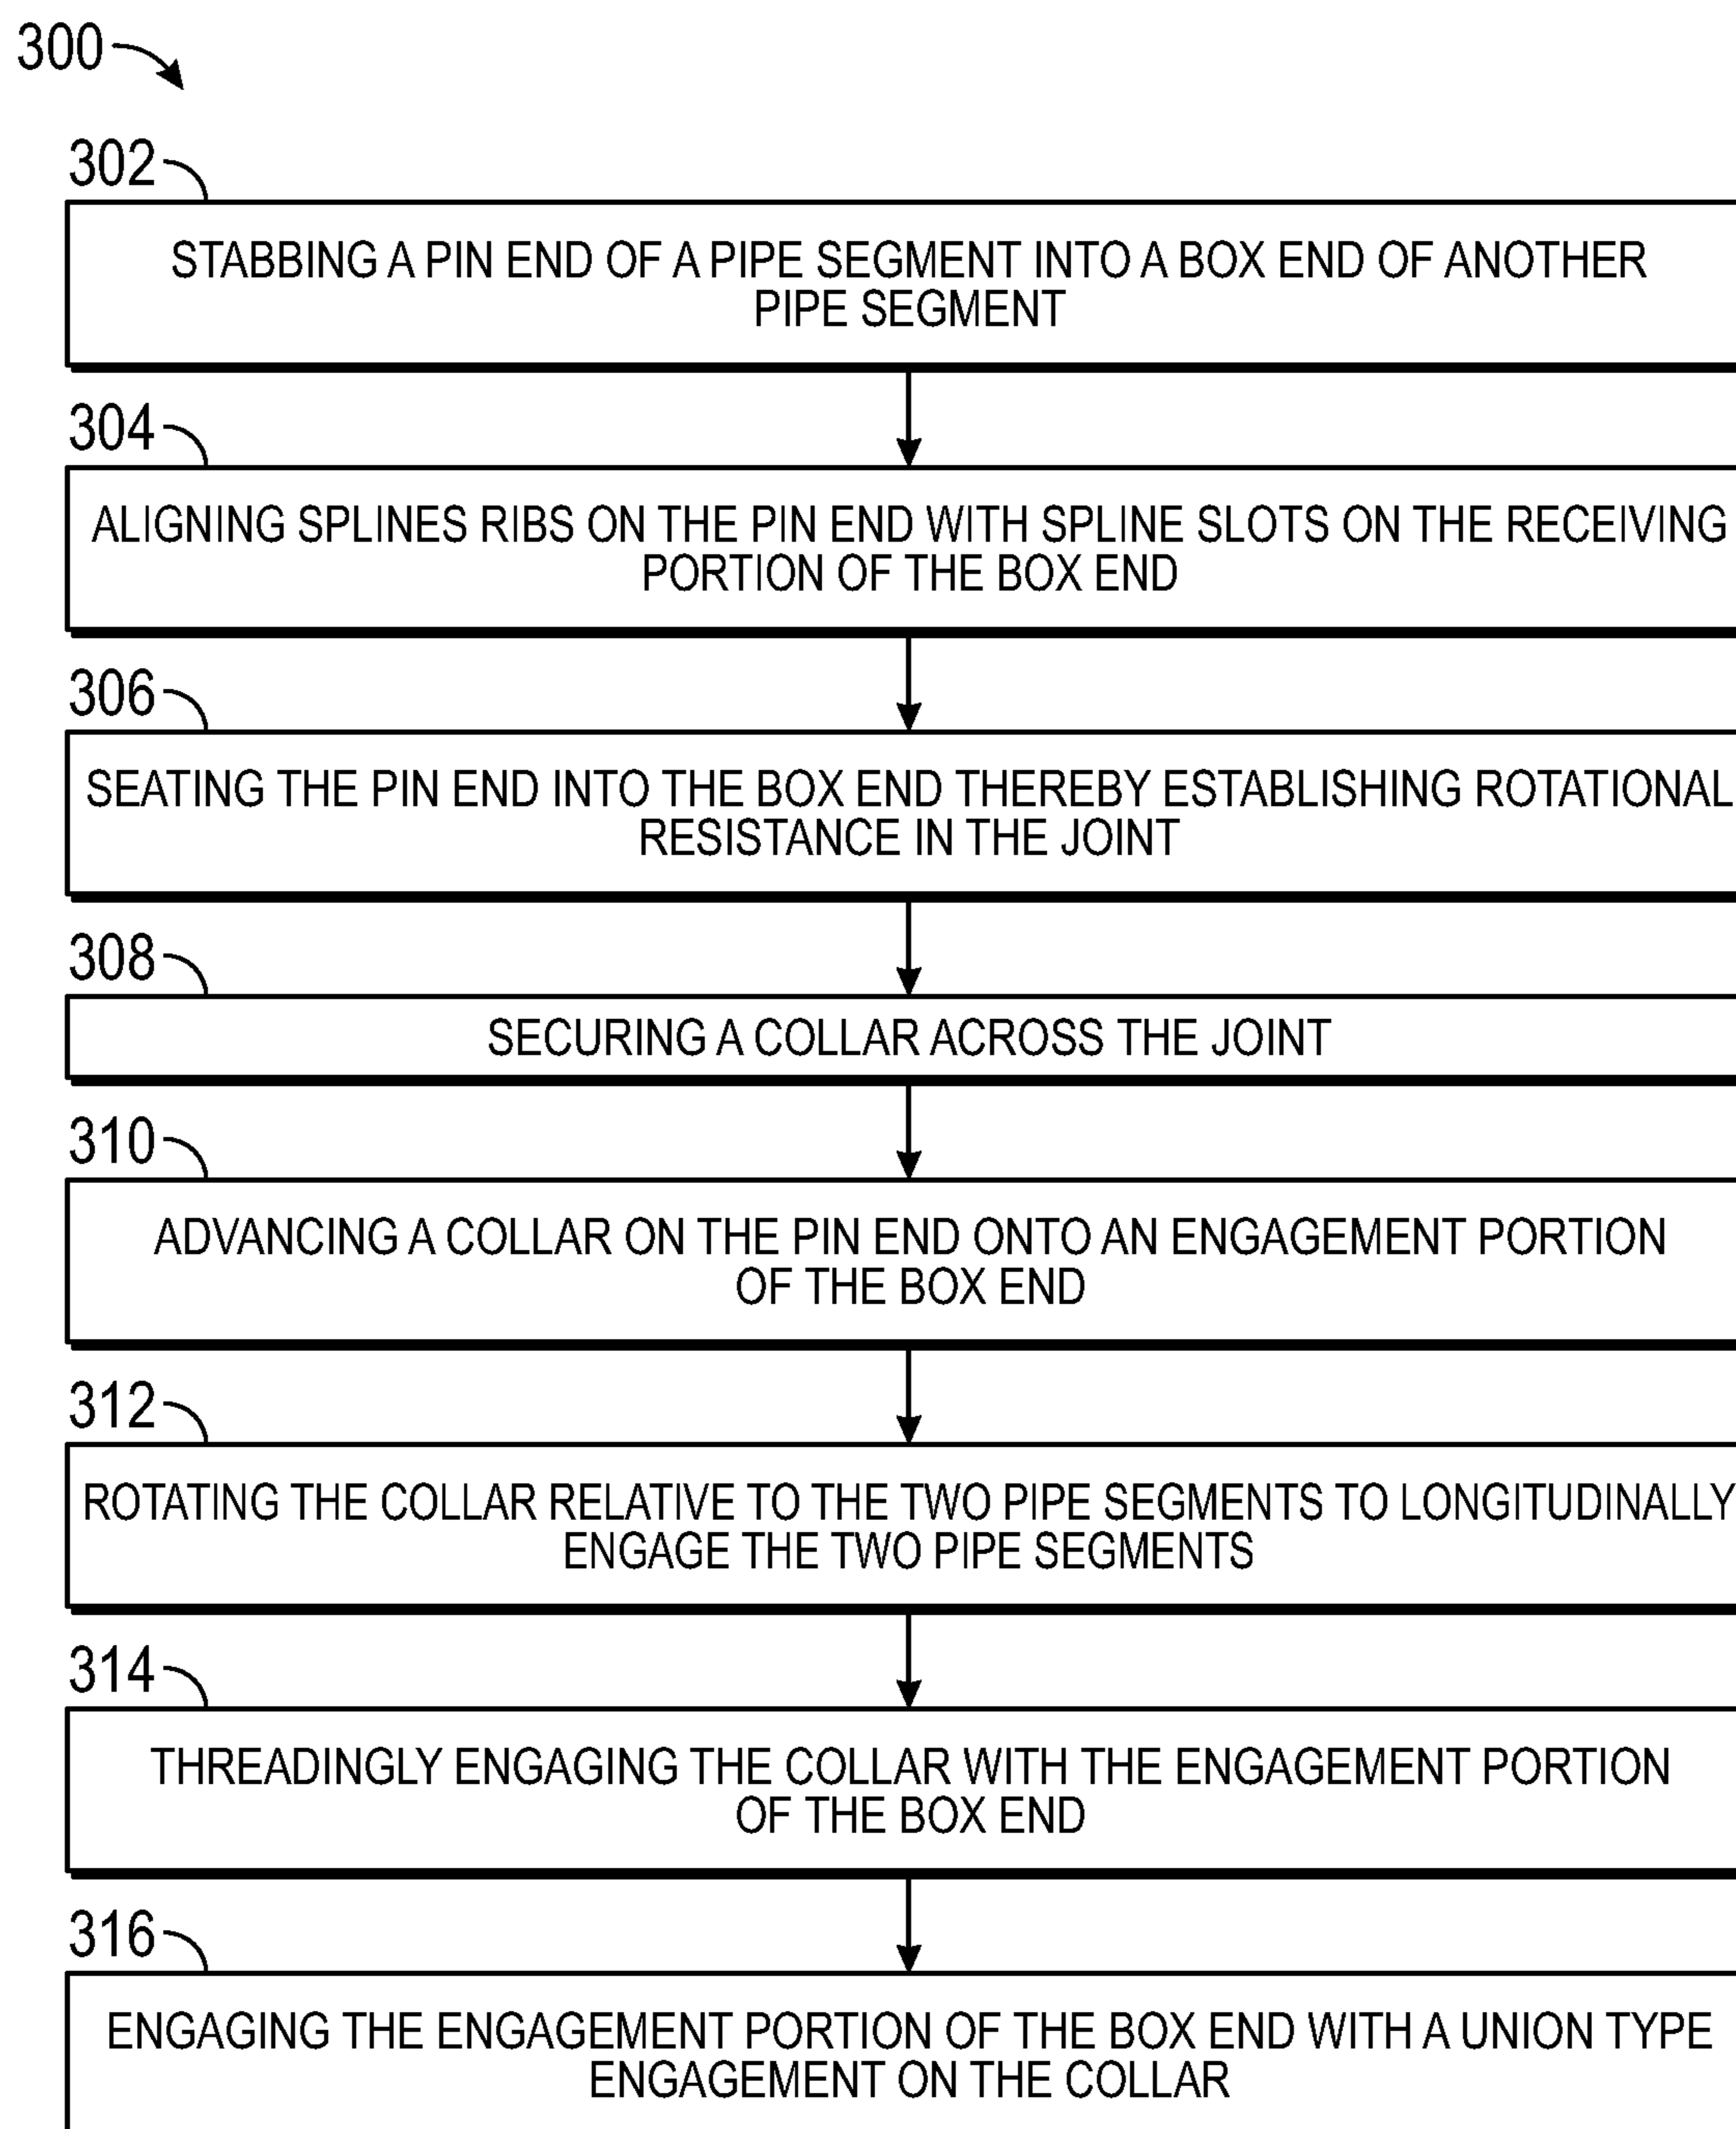 300
302
STABBING A PIN END OF A PIPE SEGMENT INTO A BOX END OF ANOTHER
PIPE SEGMENT
304
ALIGNING SPLINES RIBS ON THE PIN END WITH SPLINE SLOTS ON THE RECEIVING
PORTION OF THE BOX END
306
SEATING THE PIN END INTO THE BOX END THEREBY ESTABLISHING ROTATIONAL
RESISTANCE IN THE JOINT
308
SECURING A COLLAR ACROSS THE JOINT
310
ADVANCING A COLLAR ON THE PIN END ONTO AN ENGAGEMENT PORTION
OF THE BOX END
312
ROTATING THE COLLAR RELATIVE TO THE TWO PIPE SEGMENTS TO LONGITUDINALLY
ENGAGE THE TWO PIPE SEGMENTS
314
THREADINGLY ENGAGING THE COLLAR WITH THE ENGAGEMENT PORTION
OF THE BOX END
316
ENGAGING THE ENGAGEMENT PORTION OF THE BOX END WITH A UNION TYPE
ENGAGEMENT ON THE COLLAR